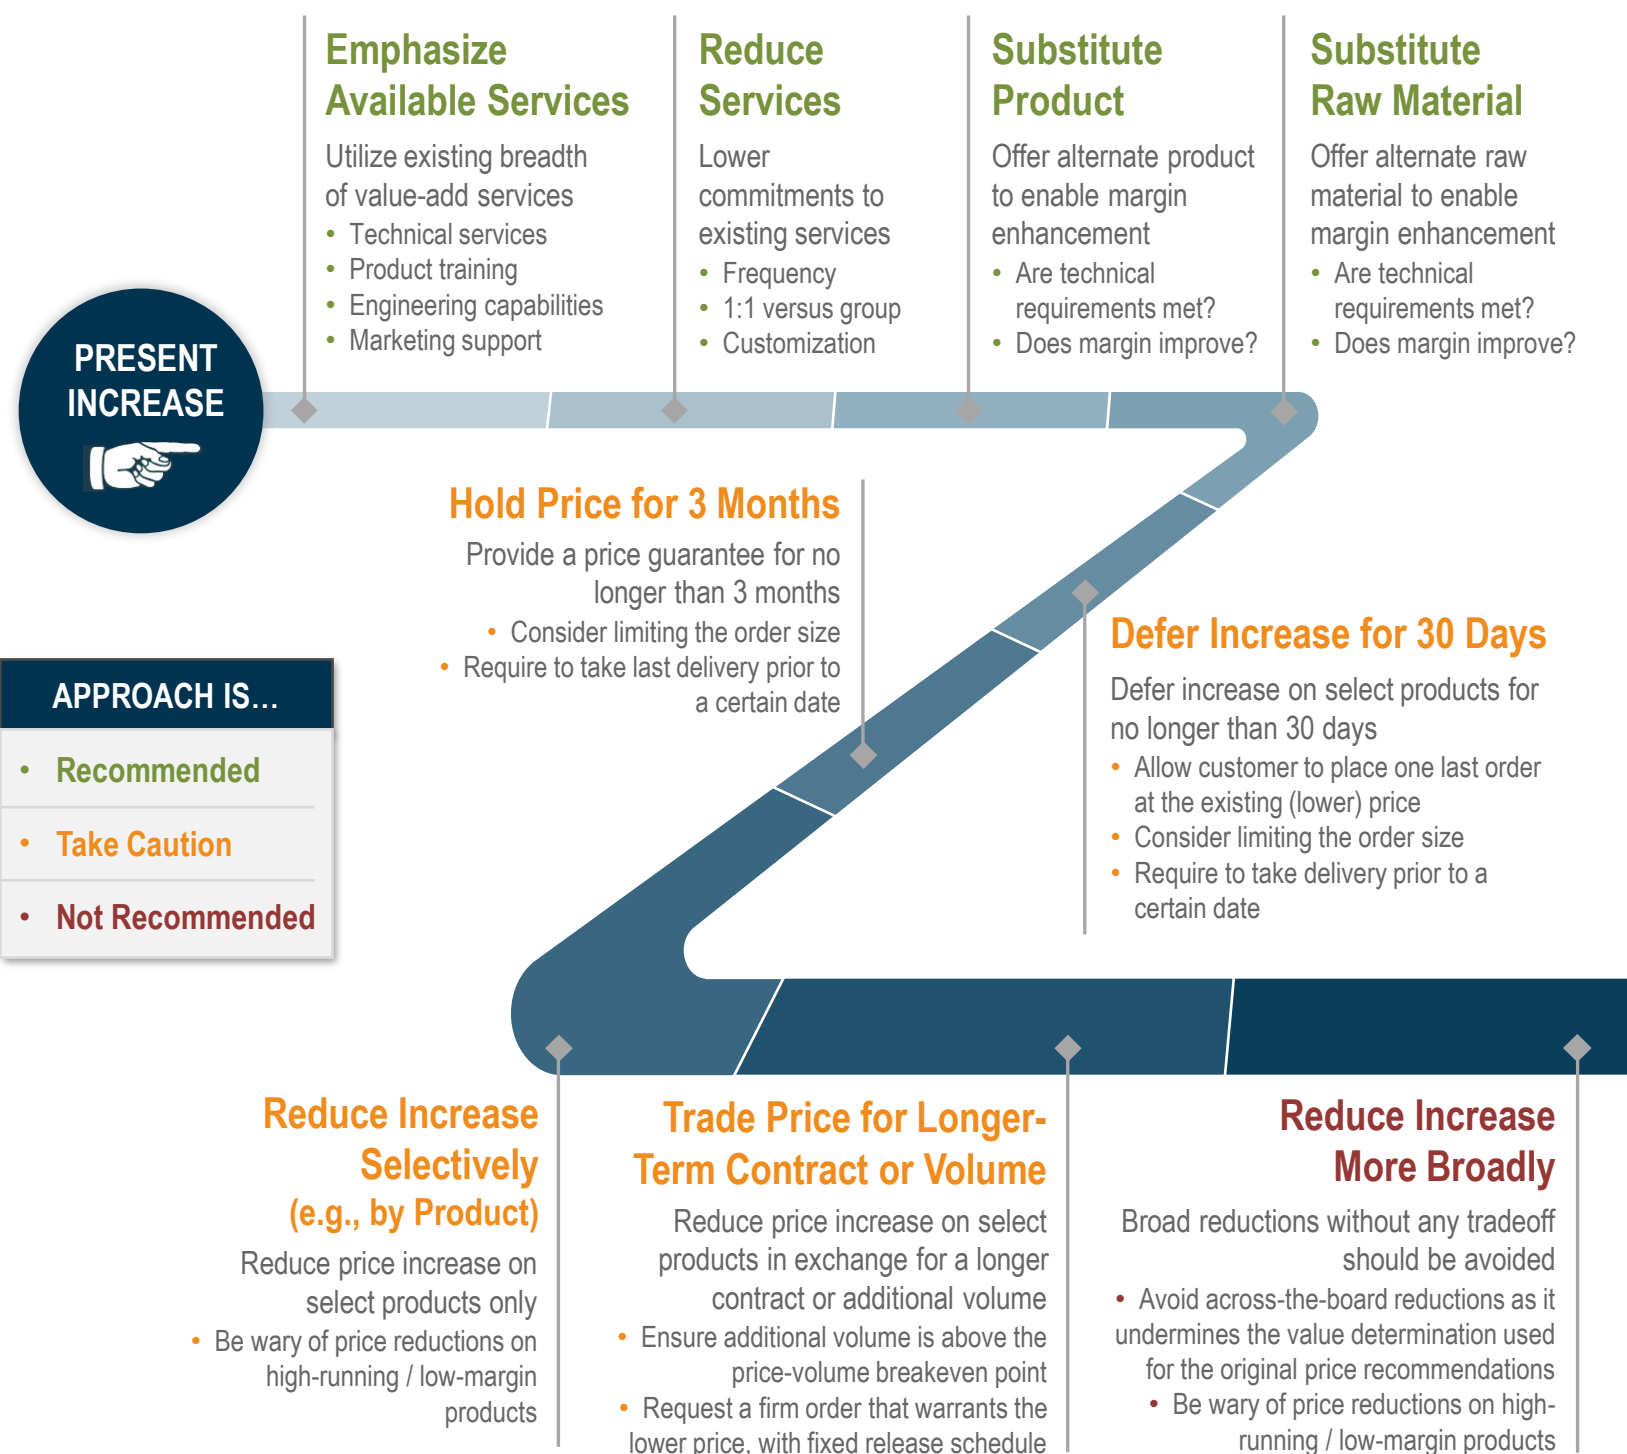 Emphasize
Available Services
Utilize existing breadth
of value-add services
• Technical services
• Product training
• Engineering capabilities
• Marketing support
Reduce
Services
Lower
commitments to
existing services
• Frequency
• 1:1 versus group
• Customization
Substitute
Product
Offer alternate product
to enable margin
enhancement
• Are technical
requirements met?
• Does margin improve?
Substitute
Raw Material
Offer alternate raw
material to enable
margin enhancement
• Are technical
requirements met?
• Does margin improve?
PRESENT
INCREASE
Hold Price for 3 Months
Provide a price guarantee for no
longer than 3 months
• Consider limiting the order size
• Require to take last delivery prior to
a certain date
Defer Increase for 30 Days
Defer increase on select products for
no longer than 30 days
• Allow customer to place one last order
at the existing (lower) price
• Consider limiting the order size
• Require to take delivery prior to a
certain date
APPROACH IS…
• Recommended
• Take Caution
• Not Recommended
Reduce Increase
Selectively
(e.g., by Product)
Reduce price increase on
select products only
• Be wary of price reductions on
high-running / low-margin
products
Trade Price for Longer-
Term Contract or Volume
Reduce price increase on select
products in exchange for a longer
contract or additional volume
• Ensure additional volume is above the
price-volume breakeven point
• Request a firm order that warrants the
lower price, with fixed release schedule
Reduce Increase
More Broadly
Broad reductions without any tradeoff
should be avoided
• Avoid across-the-board reductions as it
undermines the value determination used
for the original price recommendations
• Be wary of price reductions on high-
running / low-margin products